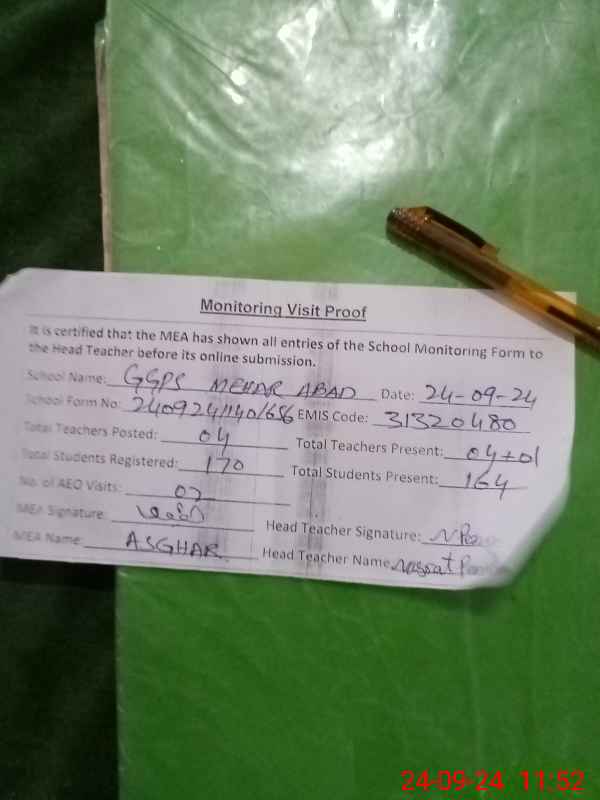 Monitoring Visit Proof
It is certified that the MEA has shown all entries of the School Monitoring Form to
the Head Teacher before its online submission.
School Name: GGPS MEHAR ABAD Date: 24-09-24
School Form No: 240924/1140/656 EMIS Code: 31320480
Total Teachers Posted: 04 Total Teachers Present: 04+01
Total Students Registered: 170 Total Students Present: 164
No. of AEO Visits: 02
MEA Signature: Head Teacher Signature:
MEA Name: ASGHAR Head Teacher Name
24-09-24 11:52